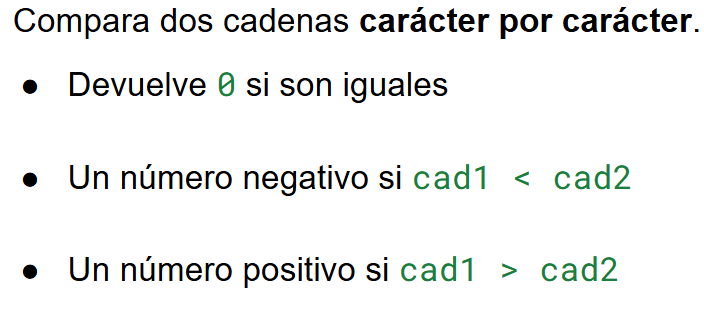 Compara dos cadenas carácter por carácter.
● Devuelve 0 si son iguales
● Un número negativo si cad1 < cad2
● Un número positivo si cad1 > cad2